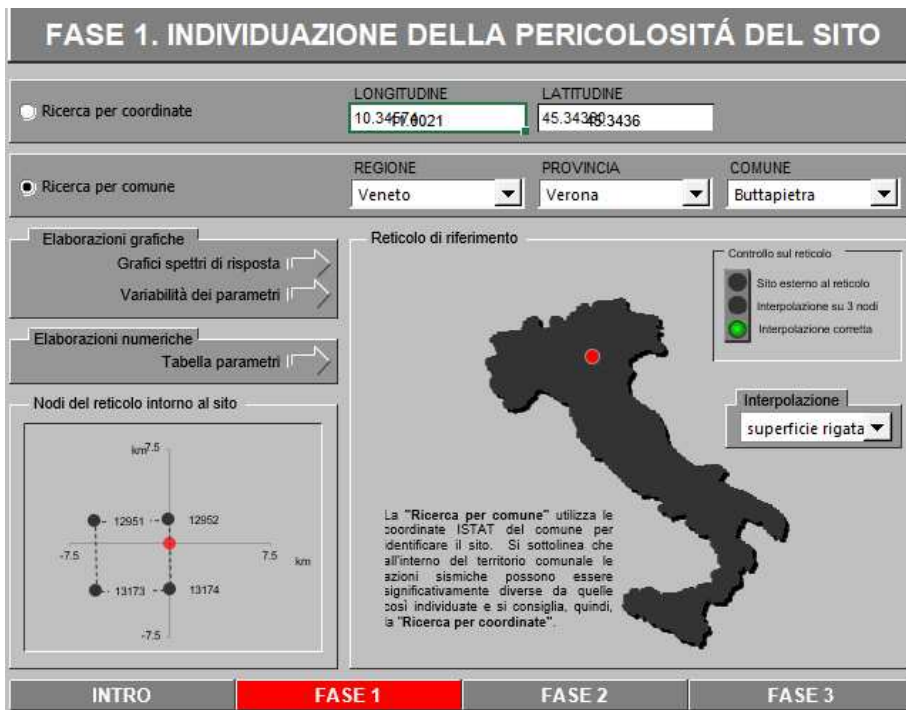 FASE 1. INDIVIDUAZIONE DELLA PERICOLOSITÁ DEL SITO
Ricerca per coordinate
LONGITUDINE
LATITUDINE
11.0021
45.3436
Ricerca per comune
REGIONE
Veneto
PROVINCIA
Verona
COMUNE
Buttapietra
Elaborazioni grafiche
Grafici spettri di risposta
Variabilità dei parametri
Elaborazioni numeriche
Tabella parametri
Nodi del reticolo intorno al sito
km 7.5
12951
12952
-7.5
7.5 km
13173
13174
-7.5
Reticolo di riferimento
Controllo sul reticolo
Sito esterno al reticolo
Interpolazione su 3 nodi
Interpolazione corretta
Interpolazione
superficie rigata
La "Ricerca per comune" utilizza le
coordinate ISTAT del comune per
identificare il sito. Si sottolinea che
all'interno del territorio comunale le
azioni sismiche possono essere
significativamente diverse da quelle
così individuate e si consiglia, quindi,
la "Ricerca per coordinate".
INTRO
FASE 1
FASE 2
FASE 3